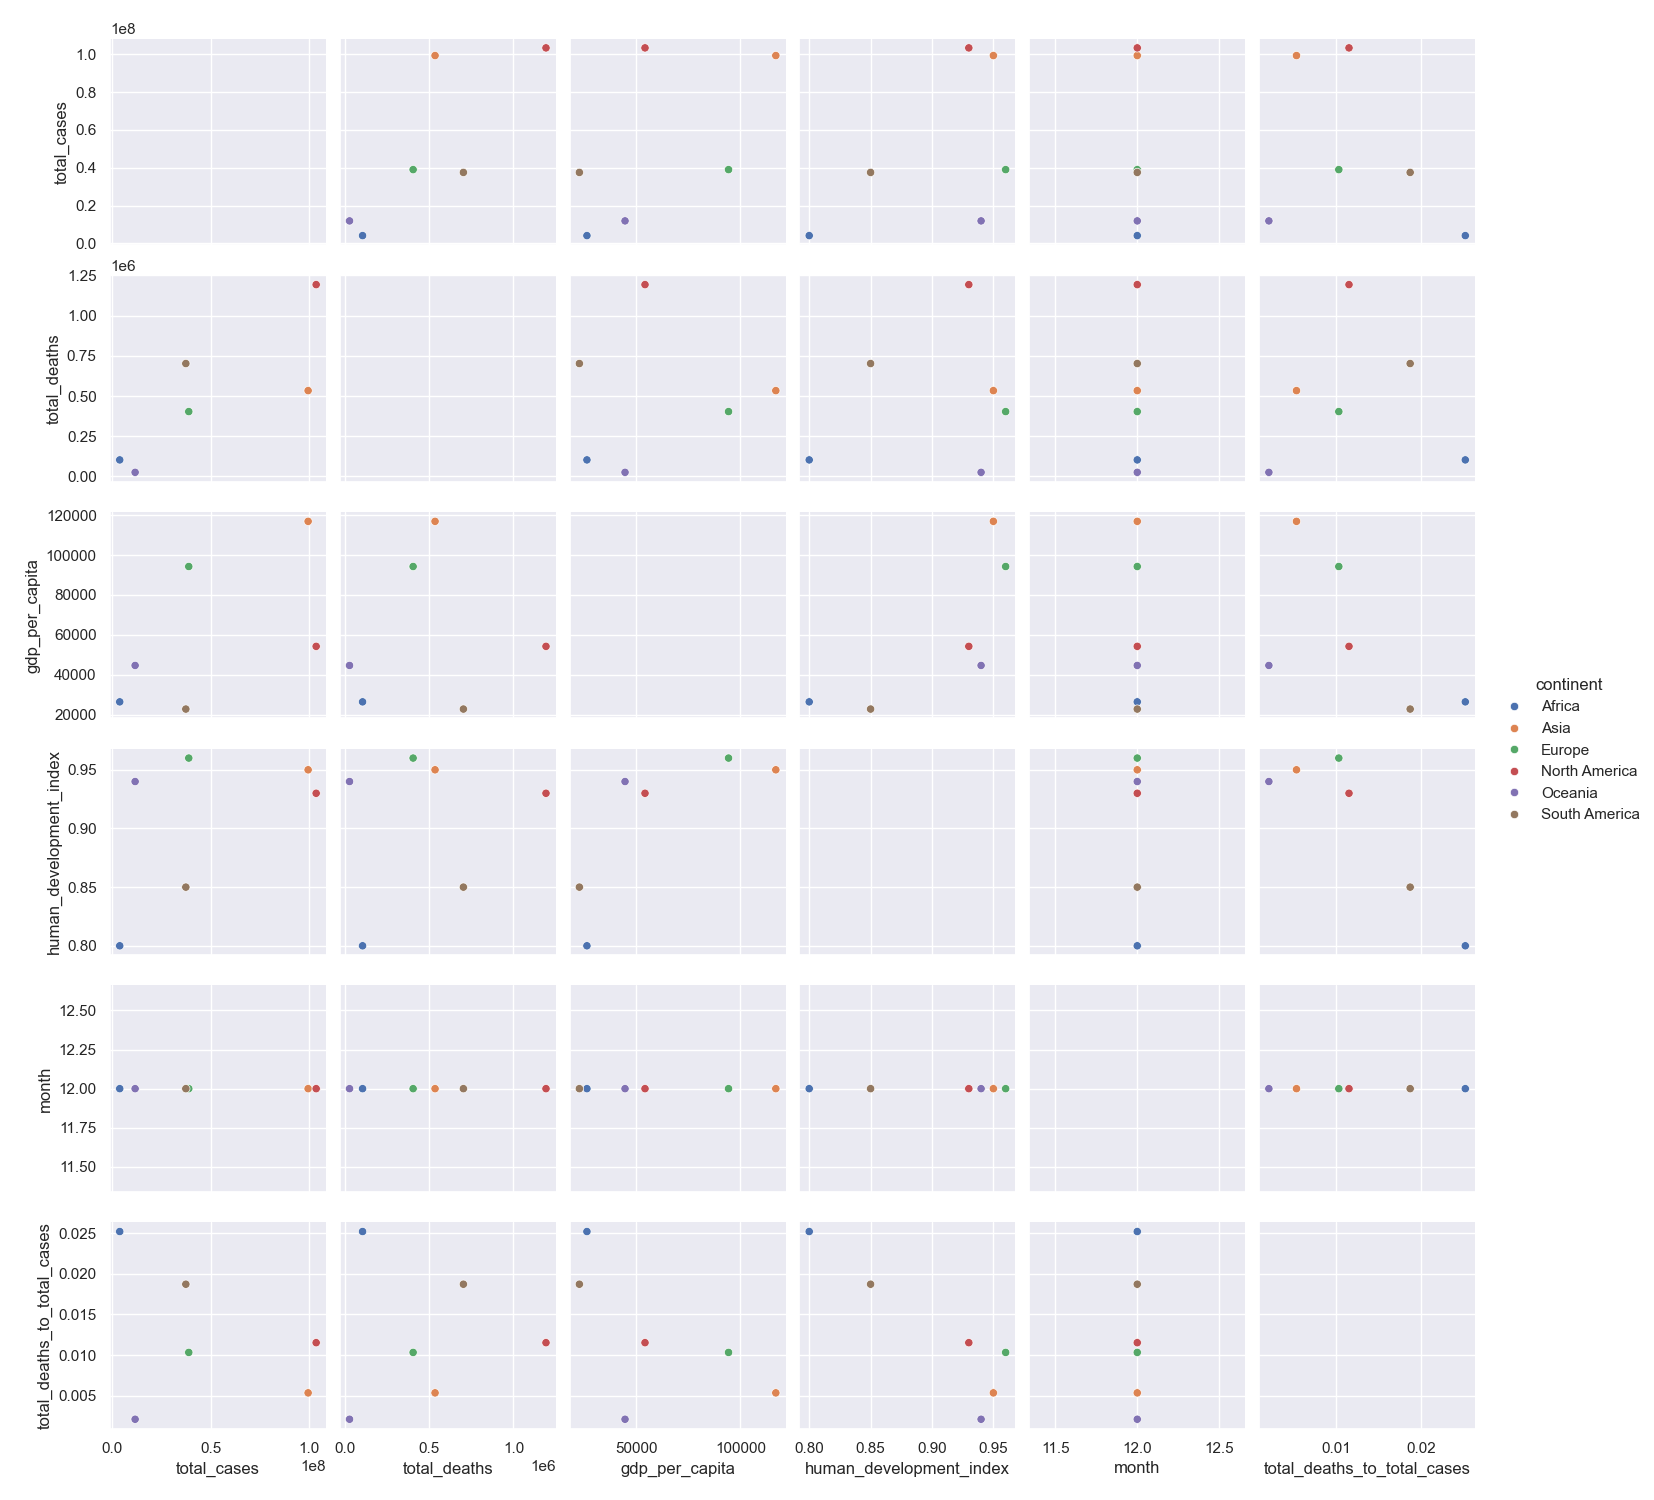 1e8
1.0
0.8
0.6
0.4
0.2
0.0
total_cases
1e6
1.25
1.00
0.75
0.50
0.25
0.00
total_deaths
120000
100000
80000
60000
40000
20000
gdp_per_capita
0.95
0.90
0.85
0.80
human_development_index
12.50
12.25
12.00
11.75
11.50
month
0.025
0.020
0.015
0.010
0.005
total_deaths_to_total_cases
0.0 0.5 1.0
1e8
total_cases
0.0 0.5 1.0
1e6
total_deaths
50000 100000
gdp_per_capita
0.80 0.85 0.90 0.95
human_development_index
11.5 12.0 12.5
month
0.01 0.02
total_deaths_to_total_cases
continent
Africa
Asia
Europe
North America
Oceania
South America